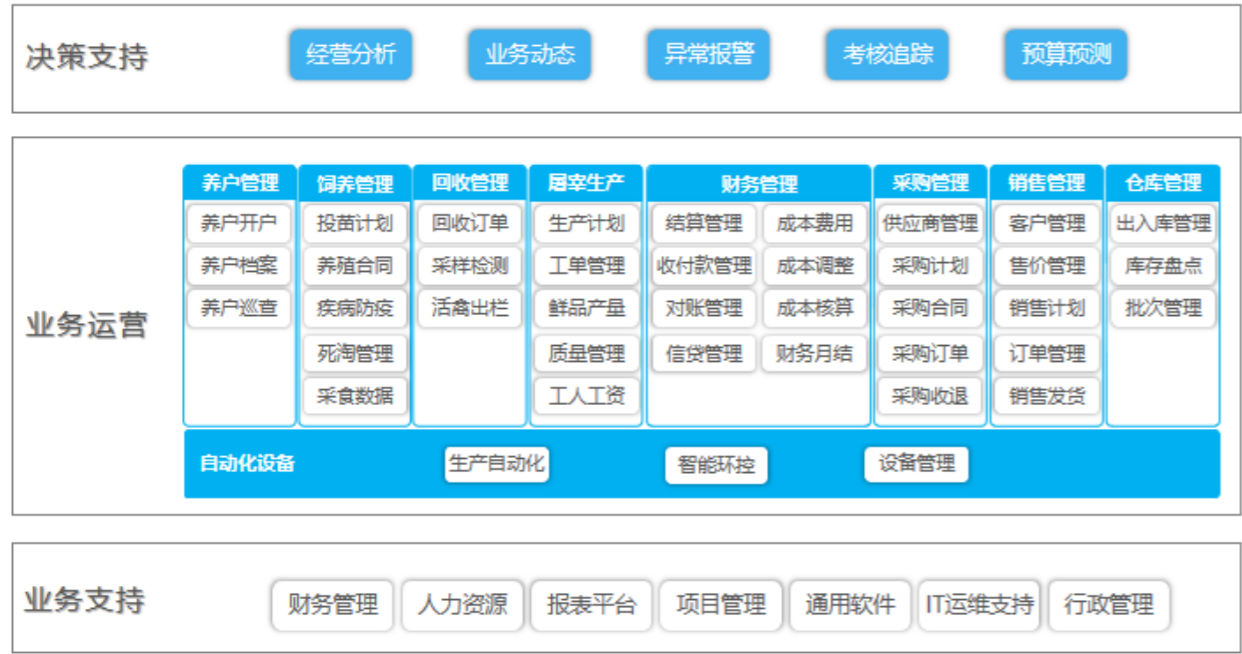 决策支持 经营分析 业务动态 异常报警 考核追踪 预算预测
养户管理 饲养管理 回收管理 屠宰生产 财务管理 采购管理 销售管理 仓库管理
养户开户 投苗计划 回收订单 生产计划 结算管理 成本费用 供应商管理 客户管理 出入库管理
养户档案 养殖合同 采样检测 工单管理 收付款管理 成本调整 采购计划 售价管理 库存盘点
养户巡查 疾病防疫 活禽出栏 鲜品产量 对账管理 成本核算 采购合同 销售计划 批次管理
业务运营
死淘管理 质量管理 信贷管理 财务月结 采购订单 订单管理
采食数据 工人工资 采购收退 销售发货
自动化设备 生产自动化 智能环控 设备管理
业务支持 财务管理 人力资源 报表平台 项目管理 通用软件 IT运维支持 行政管理